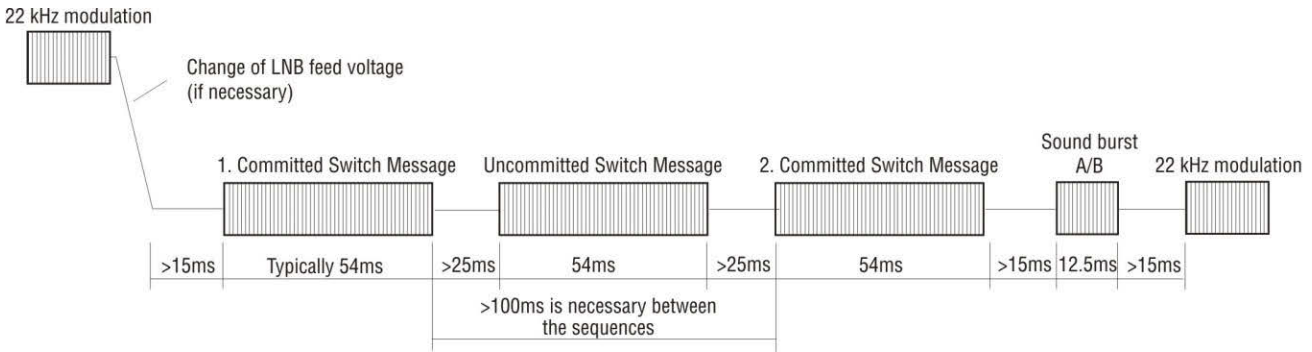 22 kHz modulation
Change of LNB feed voltage
(if necessary)
1. Committed Switch Message
Uncommitted Switch Message
2. Committed Switch Message
Sound burst
A/B
22 kHz modulation
>15ms
Typically 54ms
>25ms
54ms
>25ms
54ms
>15ms
12.5ms
>15ms
>100ms is necessary between
the sequences